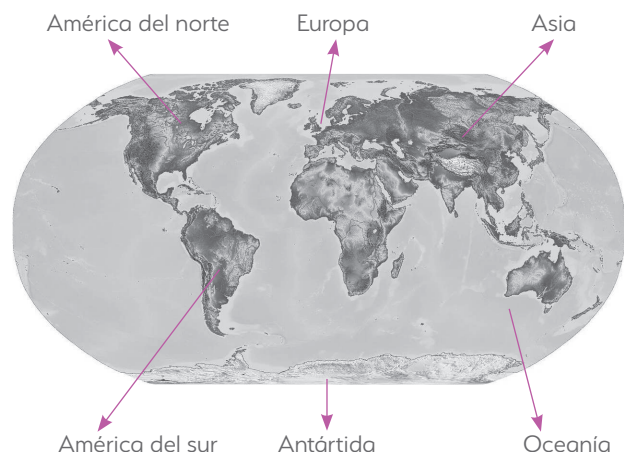 América del norte
Europa
Asia
América del sur
Antártida
Oceanía